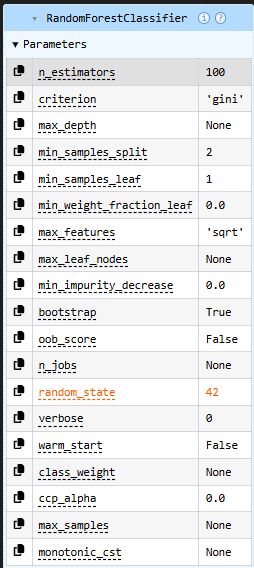 RandomForestClassifier i ?
Parameters
n_estimators 100
criterion 'gini'
max_depth None
min_samples_split 2
min_samples_leaf 1
min_weight_fraction_leaf 0.0
max_features 'sqrt'
max_leaf_nodes None
min_impurity_decrease 0.0
bootstrap True
oob_score False
n_jobs None
random_state 42
verbose 0
warm_start False
class_weight None
ccp_alpha 0.0
max_samples None
monotonic_cst None